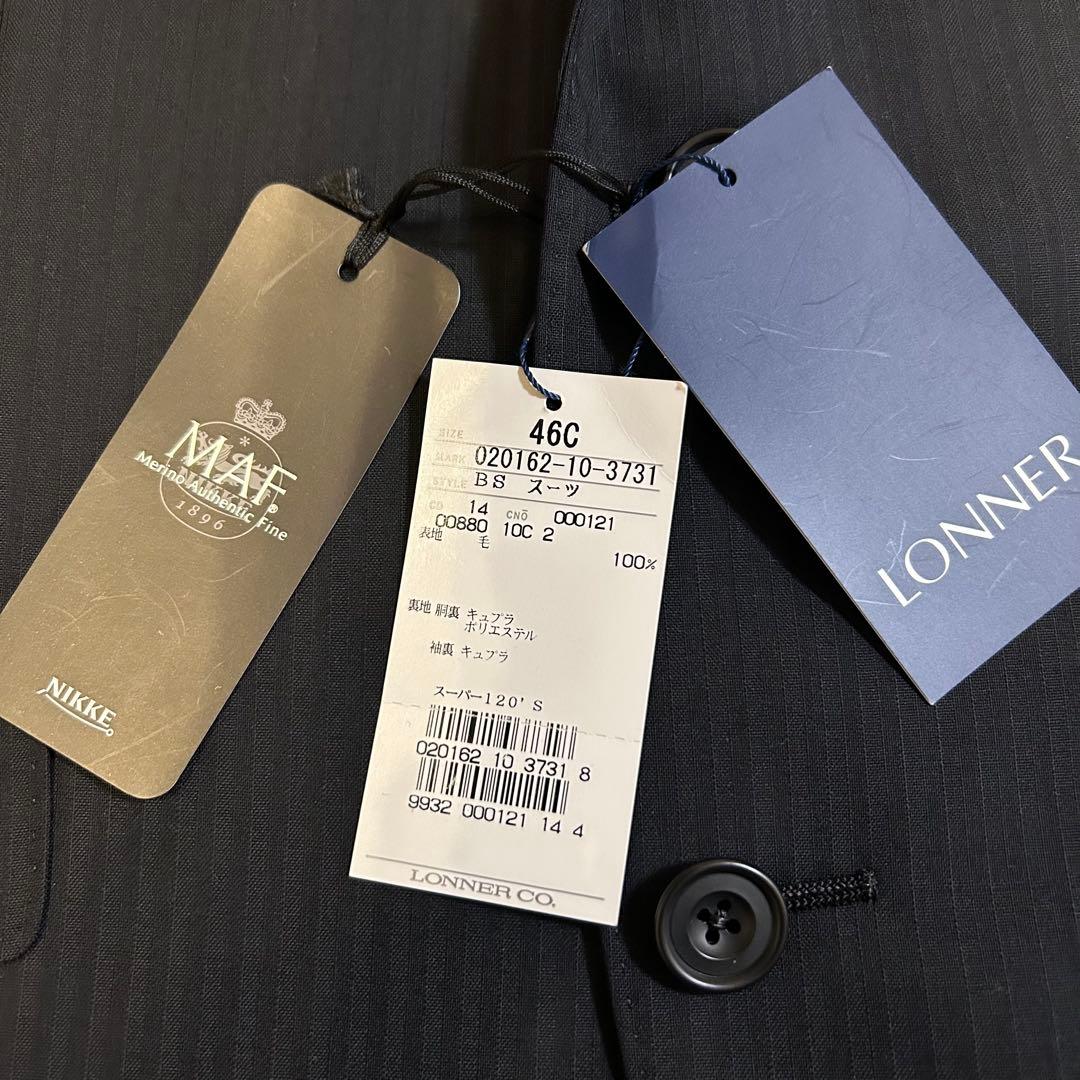 MAF®
Merino Authentic Fine
NIKKE
1896
NIKKE
SIZE 46C
MARK 020162-10-3731
STYLE BS スーツ
CD 14 CNō 000121
00880 10C 2
表地 毛
100%
裏地 胴裏 キュプラ
ポリエステル
袖裏 キュプラ
スーパー120'S
020162 10 3731 8
9932 000121 14 4
LONNER CO.
LONNER